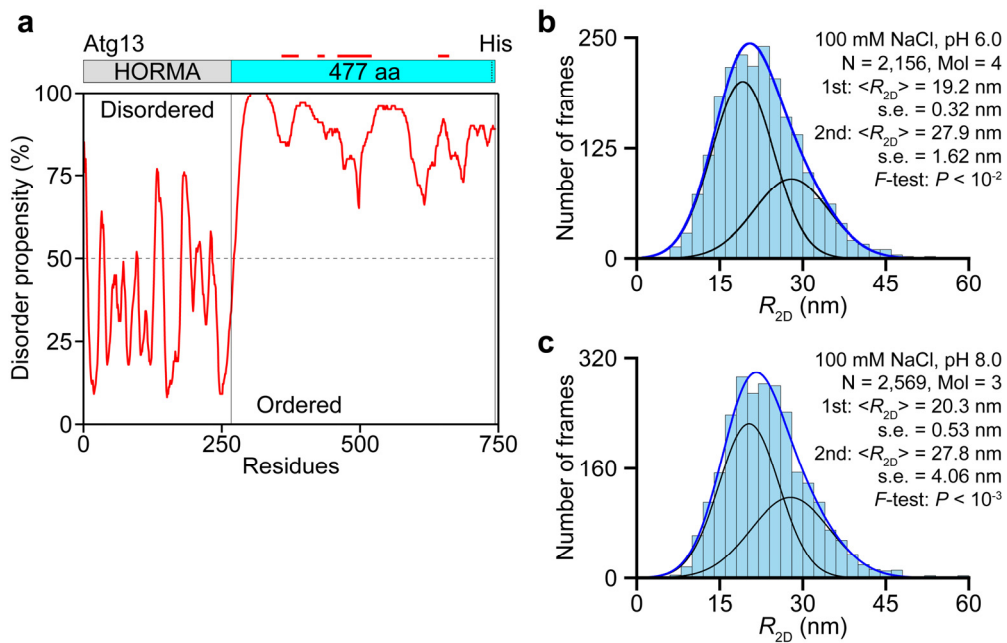 a
Atg13
His
HORMA
477 aa
Disordered
Ordered
Disorder propensity (%)
100
75
50
25
0
0
250
500
750
Residues
b
100 mM NaCl, pH 6.0
N = 2,156, Mol = 4
1st: <R2D> = 19.2 nm
s.e. = 0.32 nm
2nd: <R2D> = 27.9 nm
s.e. = 1.62 nm
F-test: P < 10-2
Number of frames
250
125
0
0
15
30
45
60
R2D (nm)
c
100 mM NaCl, pH 8.0
N = 2,569, Mol = 3
1st: <R2D> = 20.3 nm
s.e. = 0.53 nm
2nd: <R2D> = 27.8 nm
s.e. = 4.06 nm
F-test: P < 10-3
Number of frames
320
160
0
0
15
30
45
60
R2D (nm)